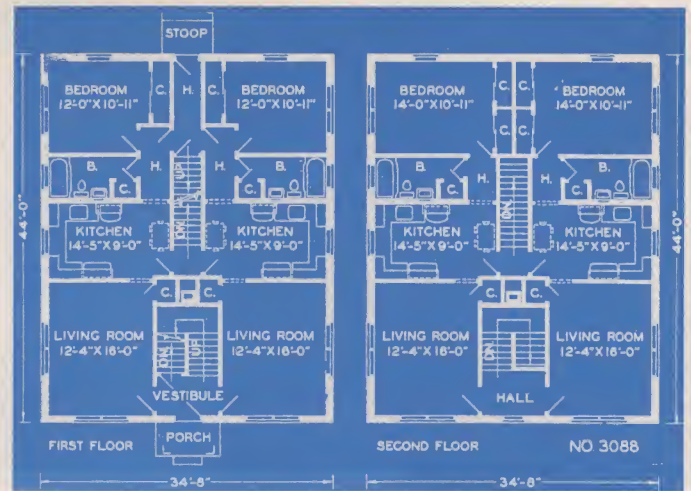 STOOP
BEDROOM
12'-0"X10'-11"
C.
H.
C.
BEDROOM
12'-0"X10'-11"
B.
C.
H.
UP
H.
B.
C.
DN.
KITCHEN
14'-5"X9'-0"
KITCHEN
14'-5"X9'-0"
C.
C.
LIVING ROOM
12'-4"X16'-0"
DN.
UP
LIVING ROOM
12'-4"X16'-0"
VESTIBULE
PORCH
FIRST FLOOR
44'-0"
34'-8"
BEDROOM
14'-0"X10'-11"
C.
C.
C.
C.
BEDROOM
14'-0"X10'-11"
B.
C.
H.
H.
B.
C.
DN.
KITCHEN
14'-5"X9'-0"
KITCHEN
14'-5"X9'-0"
C.
C.
LIVING ROOM
12'-4"X16'-0"
DN.
LIVING ROOM
12'-4"X16'-0"
HALL
SECOND FLOOR
NO 3088
44'-0"
34'-8"